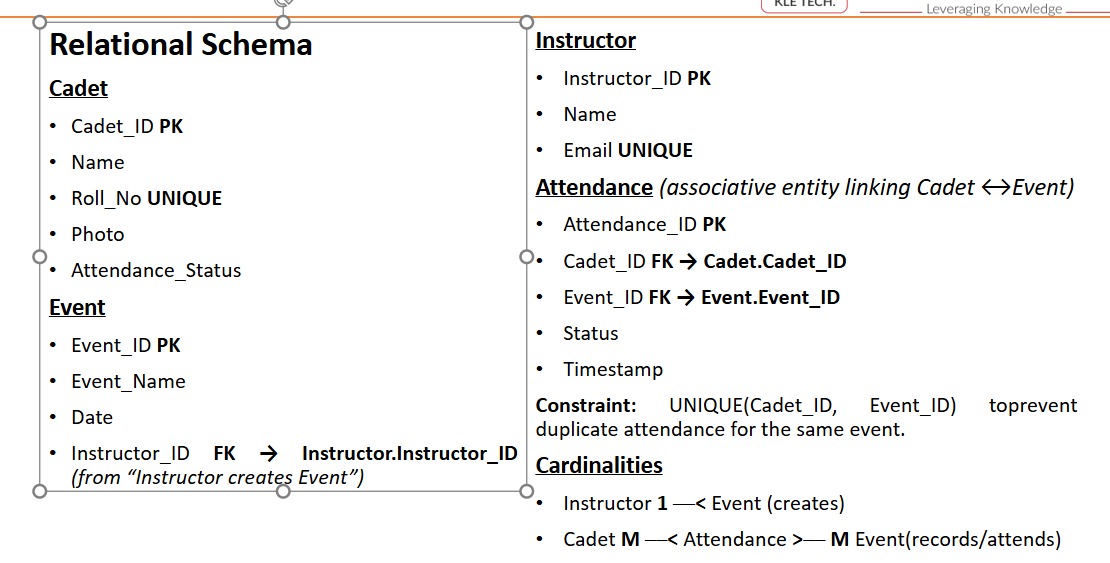 KLE TECH.
Leveraging Knowledge
Relational Schema
Cadet
• Cadet_ID PK
• Name
• Roll_No UNIQUE
• Photo
• Attendance_Status
Event
• Event_ID PK
• Event_Name
• Date
• Instructor_ID FK → Instructor.Instructor_ID
(from “Instructor creates Event”)
Instructor
• Instructor_ID PK
• Name
• Email UNIQUE
Attendance (associative entity linking Cadet ↔Event)
• Attendance_ID PK
• Cadet_ID FK → Cadet.Cadet_ID
• Event_ID FK → Event.Event_ID
• Status
• Timestamp
Constraint: UNIQUE(Cadet_ID, Event_ID) toprevent
duplicate attendance for the same event.
Cardinalities
• Instructor 1 —< Event (creates)
• Cadet M —< Attendance >— M Event(records/attends)